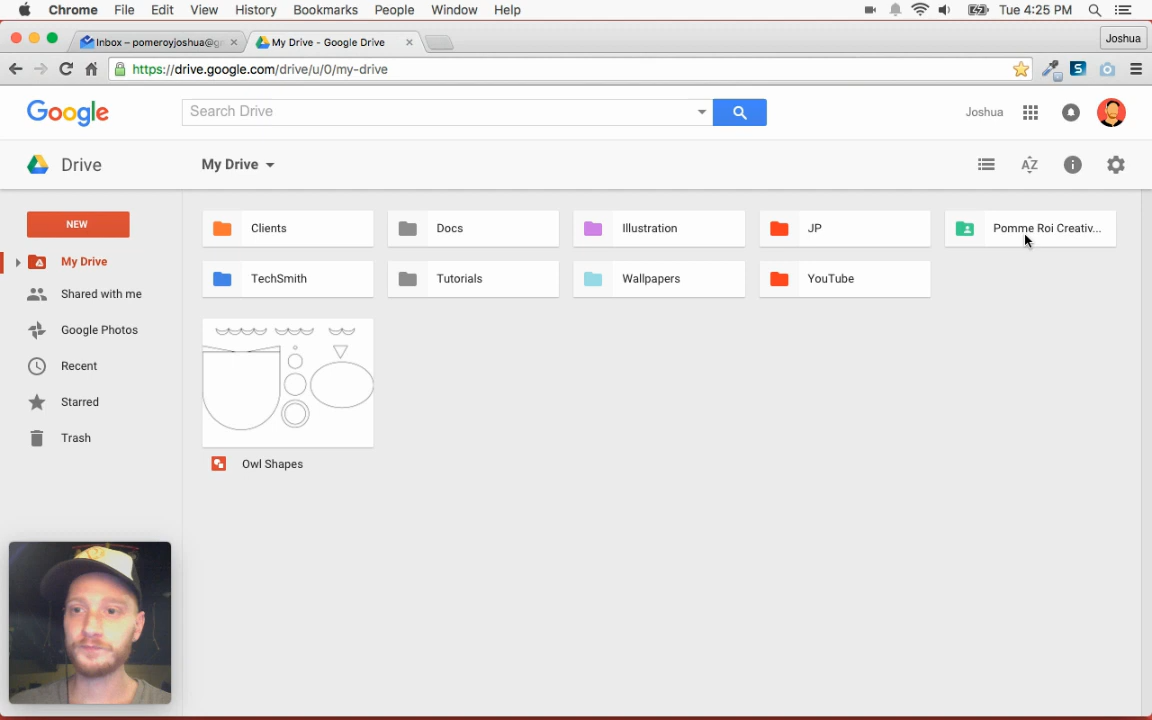 Chrome File Edit View History Bookmarks People Window Help Tue 4:25 PM
Inbox – pomeroyjoshua@g My Drive - Google Drive Joshua
https://drive.google.com/drive/u/0/my-drive S
Google Search Drive Joshua
Drive My Drive AZ
NEW
Clients Docs Illustration JP Pomme Roi Creativ...
My Drive
TechSmith Tutorials Wallpapers YouTube
Shared with me
Google Photos
Recent
Starred
Trash
Owl Shapes